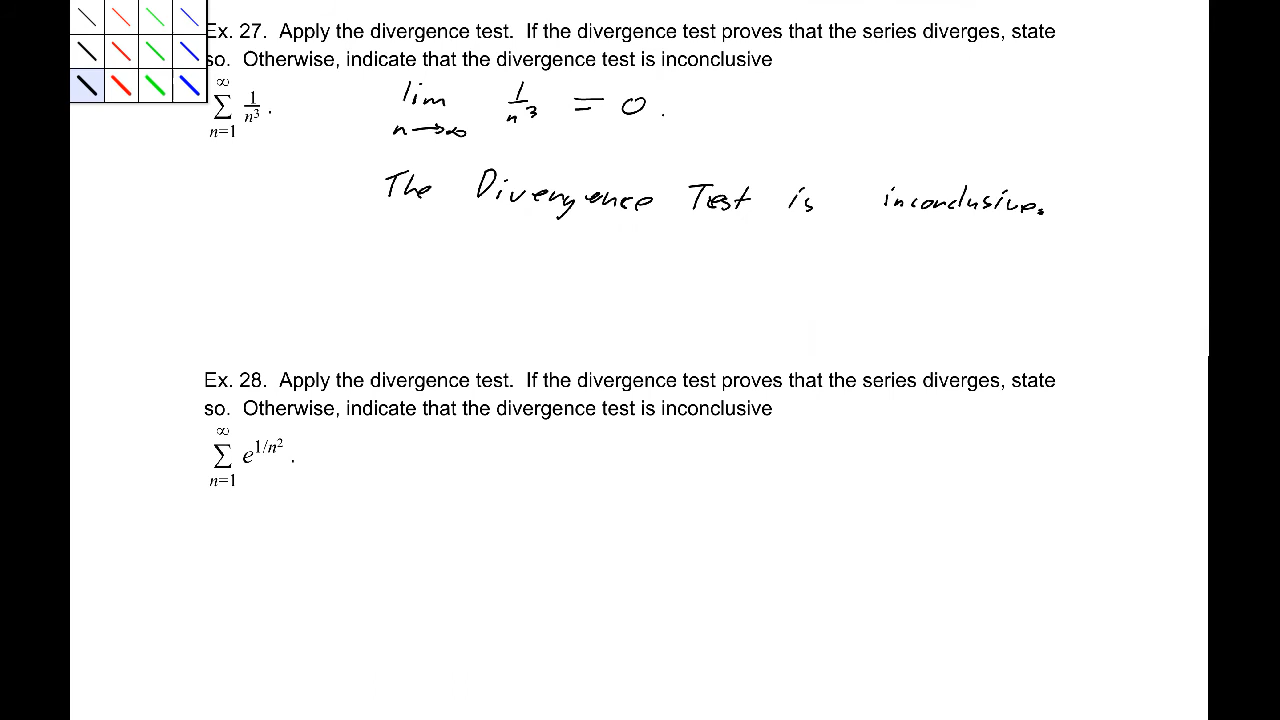 Ex. 27. Apply the divergence test. If the divergence test proves that the series diverges, state
so. Otherwise, indicate that the divergence test is inconclusive
∞
∑ 1/n³ .
n=1
lim 1/n³ = 0 .
n→∞
The Divergence Test is inconclusive.
Ex. 28. Apply the divergence test. If the divergence test proves that the series diverges, state
so. Otherwise, indicate that the divergence test is inconclusive
∞
∑ e^{1/n²} .
n=1